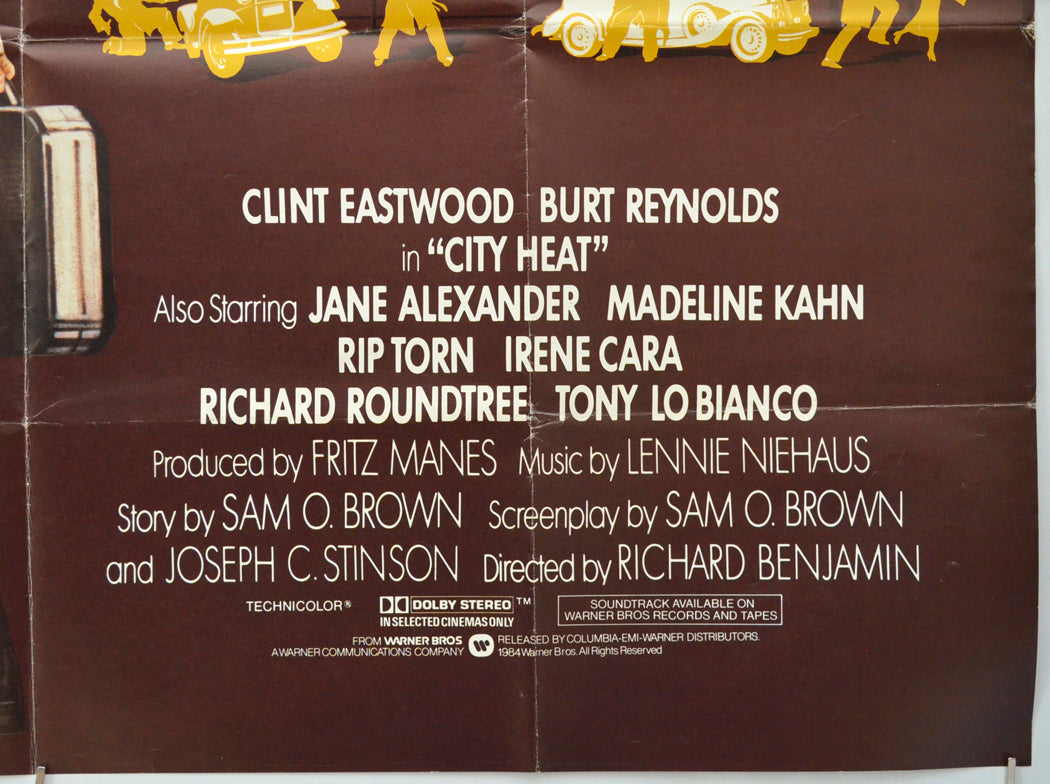 CLINT EASTWOOD BURT REYNOLDS
in "CITY HEAT"
Also Starring JANE ALEXANDER MADELINE KAHN
RIP TORN IRENE CARA
RICHARD ROUNDTREE TONY LO BIANCO
Produced by FRITZ MANES Music by LENNIE NIEHAUS
Story by SAM O. BROWN Screenplay by SAM O. BROWN
and JOSEPH C. STINSON Directed by RICHARD BENJAMIN
TECHNICOLOR® DOLBY STEREO ™ SOUNDTRACK AVAILABLE ON
IN SELECTED CINEMAS ONLY WARNER BROS RECORDS AND TAPES
FROM WARNER BROS RELEASED BY COLUMBIA-EMI-WARNER DISTRIBUTORS.
A WARNER COMMUNICATIONS COMPANY 1984 Warner Bros. All Rights Reserved